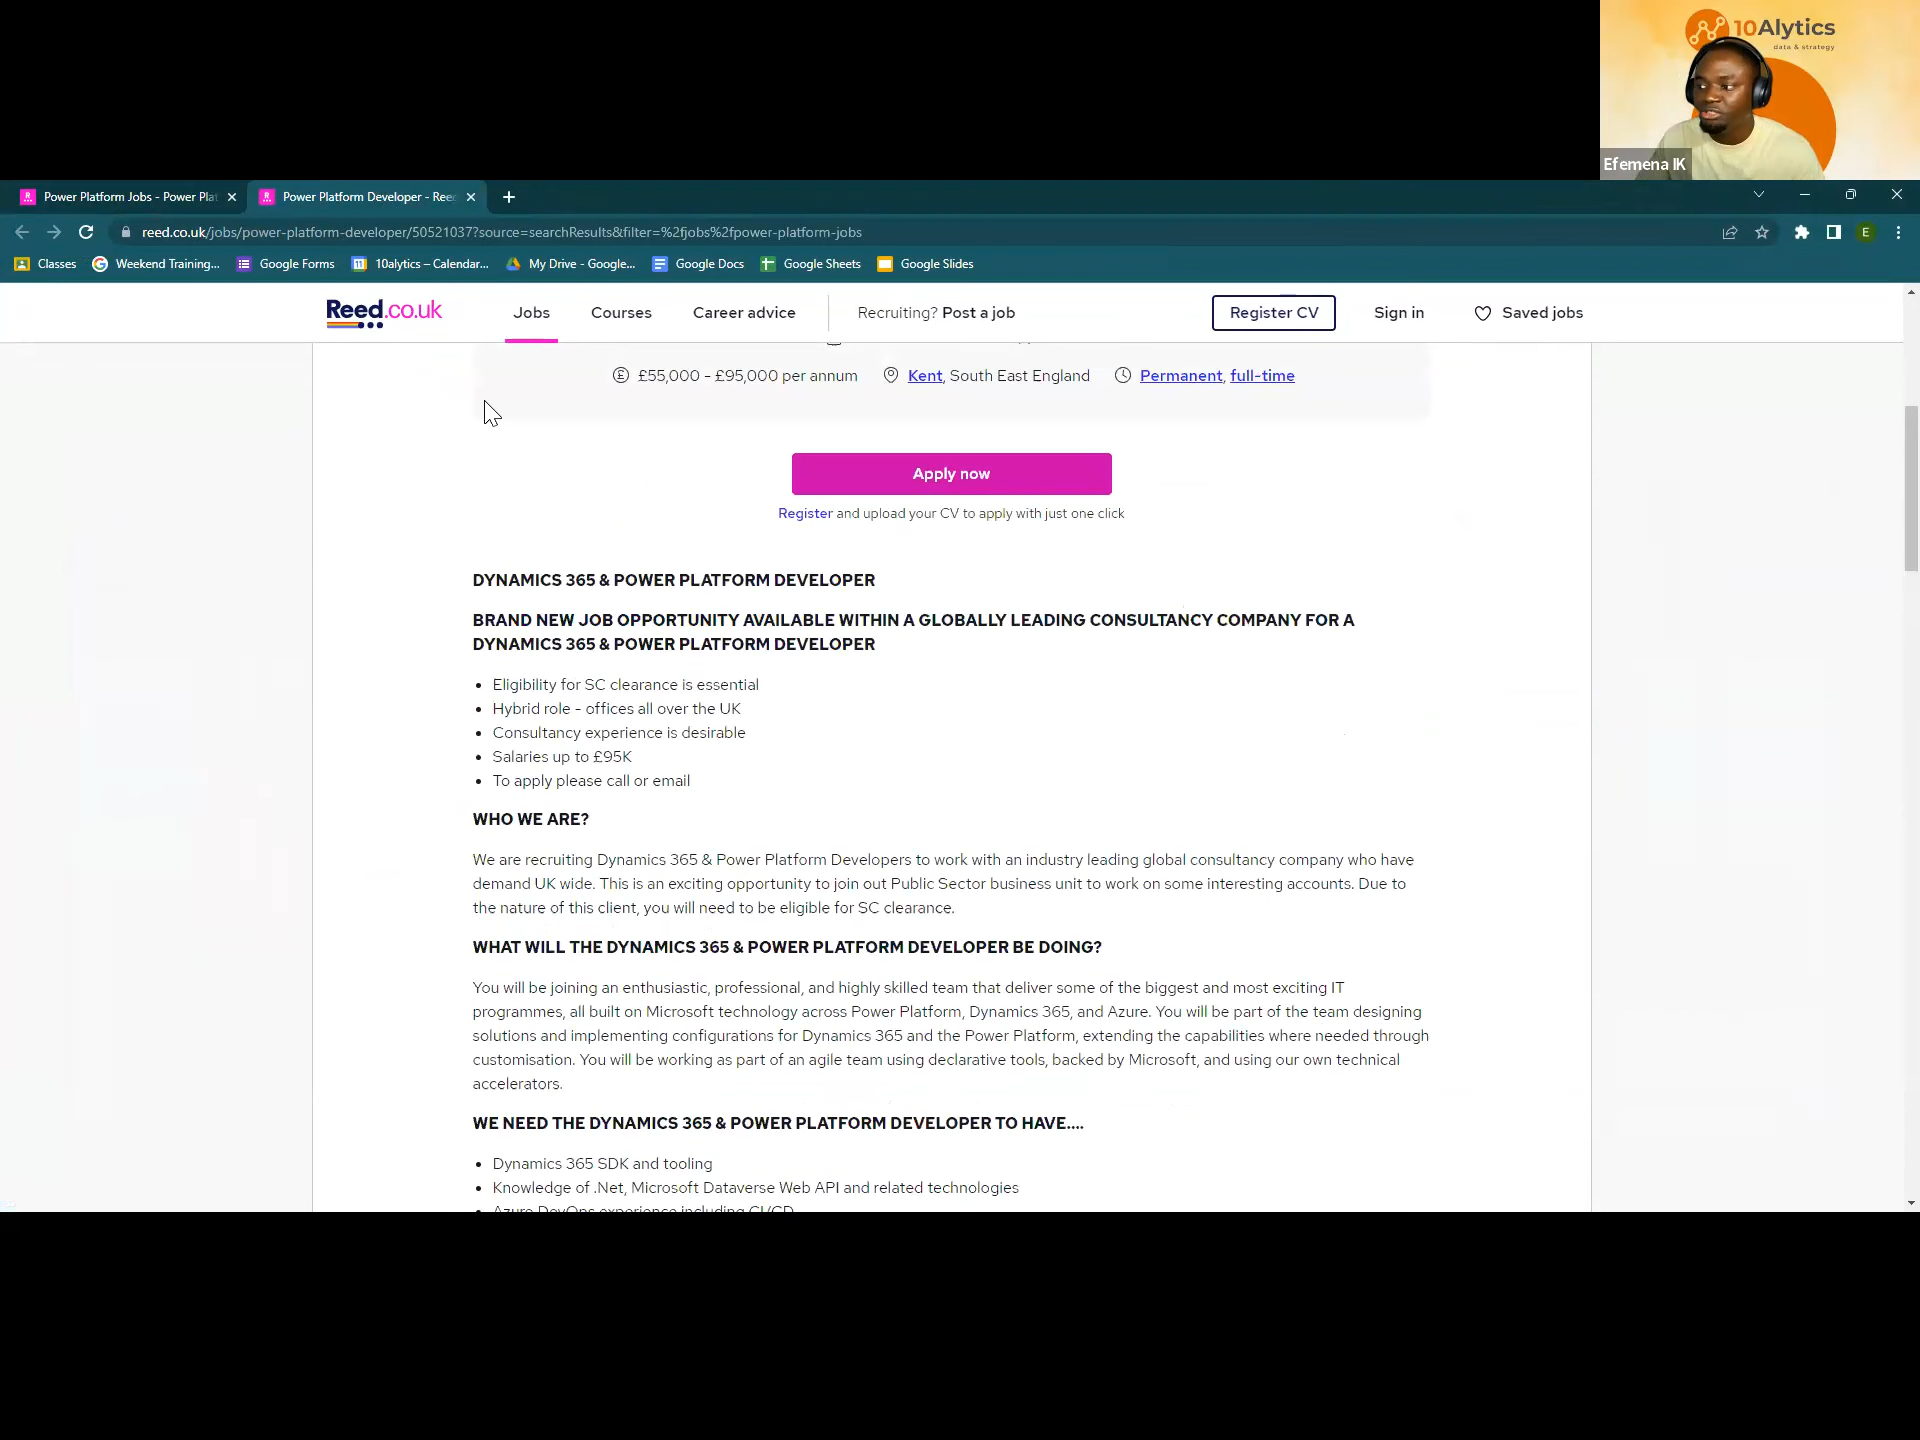 10Alytics
data & strategy
Efemena IK
Power Platform Jobs - Power Pla
Power Platform Developer - Ree
reed.co.uk/jobs/power-platform-developer/50521037?source=searchResults&filter=%2fjobs%2fpower-platform-jobs
E
Classes
Weekend Training...
Google Forms
10alytics – Calendar...
My Drive - Google...
Google Docs
Google Sheets
Google Slides
Reed.co.uk
Jobs
Courses
Career advice
Recruiting? Post a job
Register CV
Sign in
Saved jobs
£55,000 - £95,000 per annum
Kent, South East England
Permanent, full-time
Apply now
Register and upload your CV to apply with just one click
DYNAMICS 365 & POWER PLATFORM DEVELOPER
BRAND NEW JOB OPPORTUNITY AVAILABLE WITHIN A GLOBALLY LEADING CONSULTANCY COMPANY FOR A
DYNAMICS 365 & POWER PLATFORM DEVELOPER
• Eligibility for SC clearance is essential
• Hybrid role - offices all over the UK
• Consultancy experience is desirable
• Salaries up to £95K
• To apply please call or email
WHO WE ARE?
We are recruiting Dynamics 365 & Power Platform Developers to work with an industry leading global consultancy company who have
demand UK wide. This is an exciting opportunity to join out Public Sector business unit to work on some interesting accounts. Due to
the nature of this client, you will need to be eligible for SC clearance.
WHAT WILL THE DYNAMICS 365 & POWER PLATFORM DEVELOPER BE DOING?
You will be joining an enthusiastic, professional, and highly skilled team that deliver some of the biggest and most exciting IT
programmes, all built on Microsoft technology across Power Platform, Dynamics 365, and Azure. You will be part of the team designing
solutions and implementing configurations for Dynamics 365 and the Power Platform, extending the capabilities where needed through
customisation. You will be working as part of an agile team using declarative tools, backed by Microsoft, and using our own technical
accelerators.
WE NEED THE DYNAMICS 365 & POWER PLATFORM DEVELOPER TO HAVE....
• Dynamics 365 SDK and tooling
• Knowledge of .Net, Microsoft Dataverse Web API and related technologies
• Azure DevOps experience including CI/CD